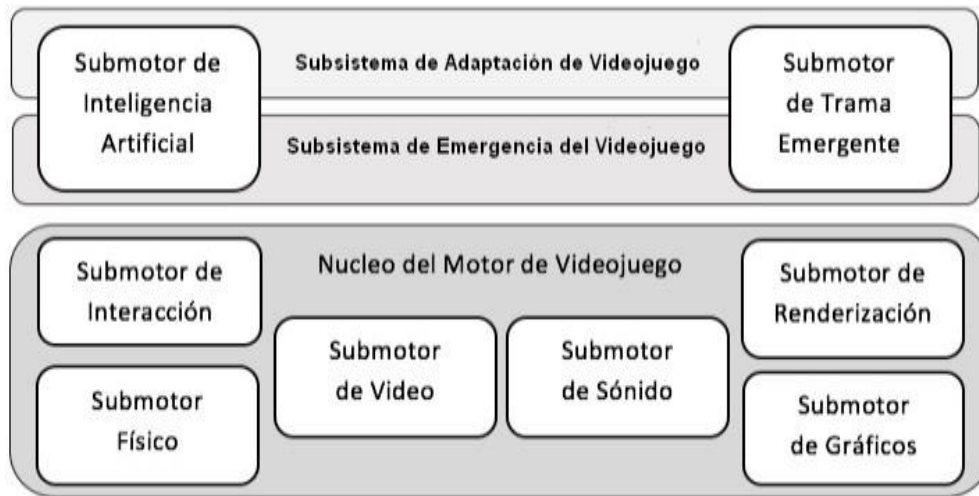 Submotor de
Inteligencia
Artificial
Subsistema de Adaptación de Videojuego
Subsistema de Emergencia del Videojuego
Submotor
de Trama
Emergente
Nucleo del Motor de Videojuego
Submotor de
Interacción
Submotor
Físico
Submotor
de Video
Submotor
de Sónido
Submotor de
Renderización
Submotor
de Gráficos